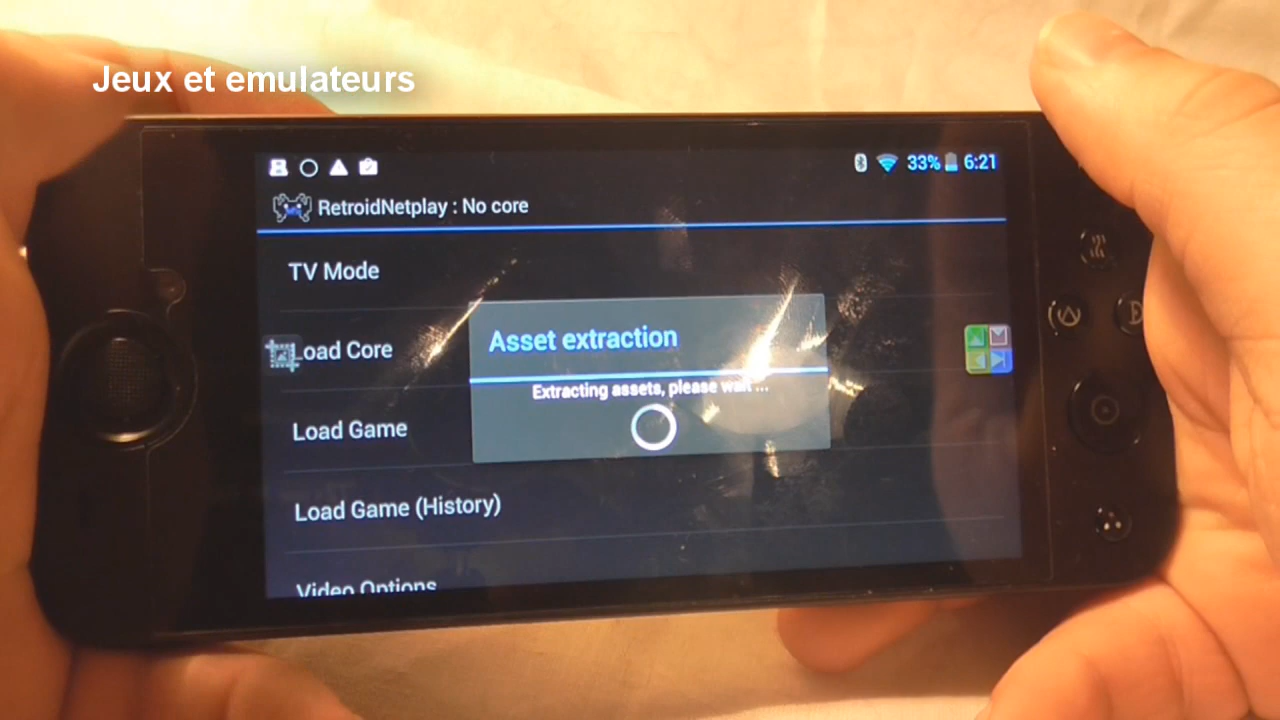 Jeux et emulateurs
33% 6:21
RetroidNetplay : No core
TV Mode
Load Core
Load Game
Load Game (History)
Video Options
Asset extraction
Extracting assets, please wait ...